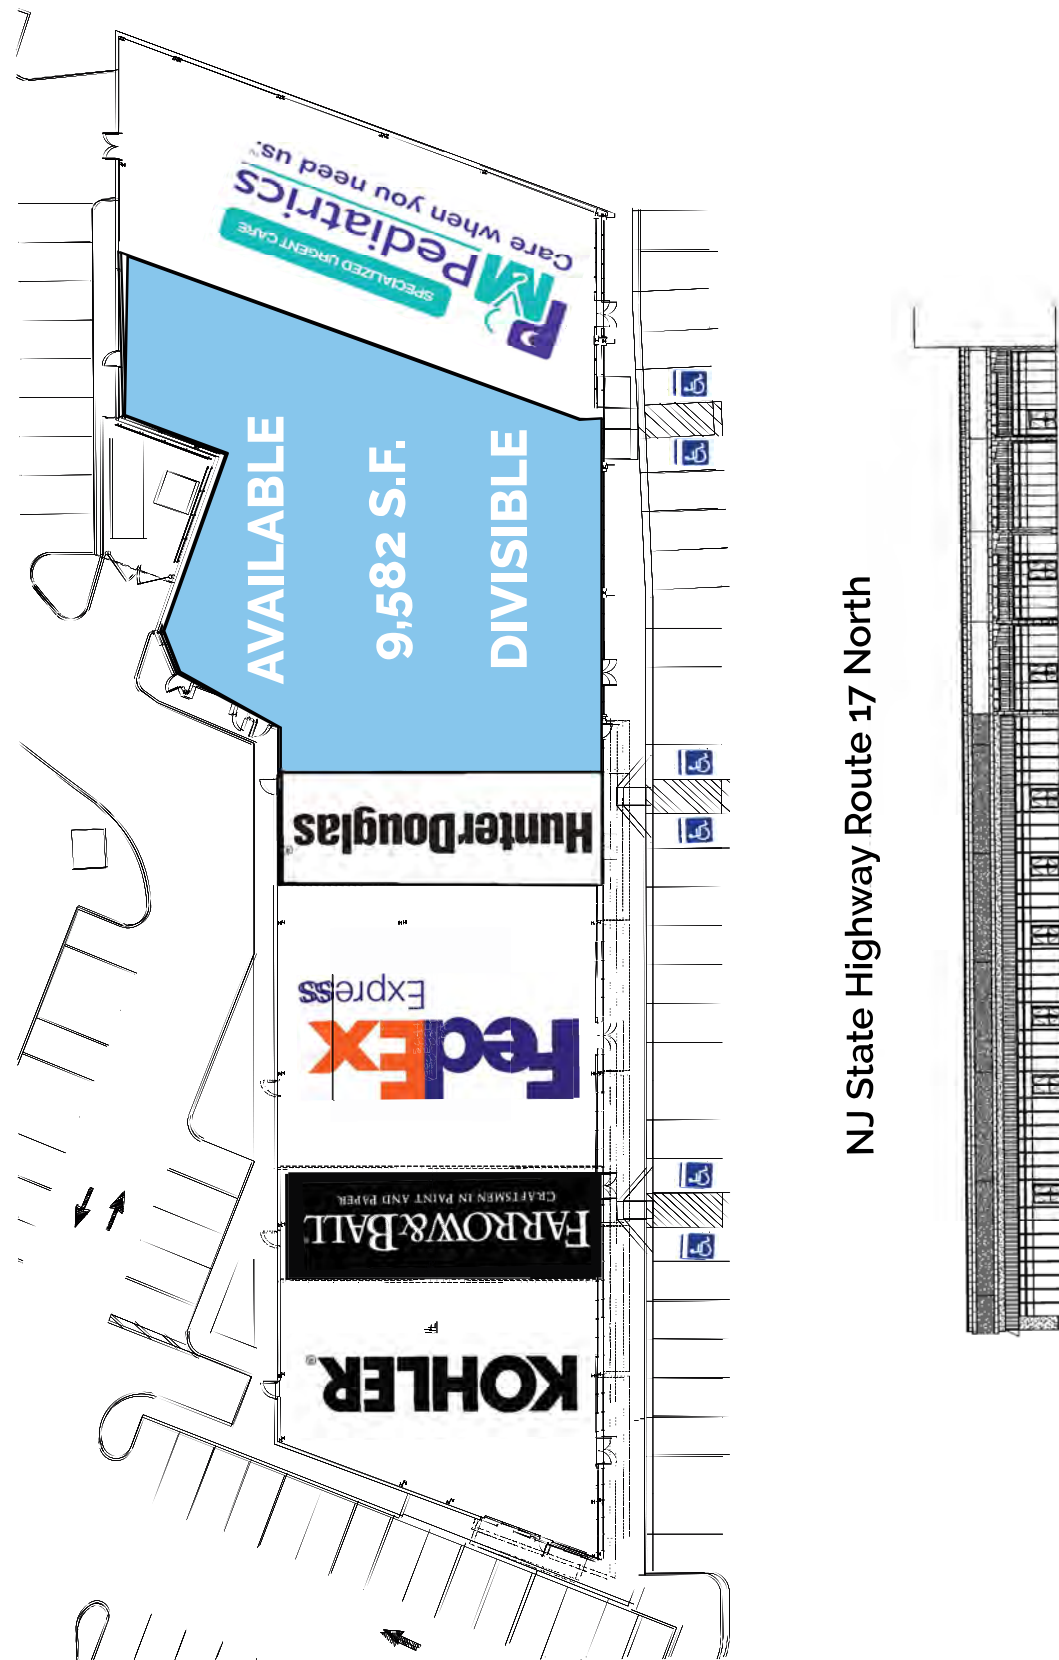 SPECIALIZED URGENT CARE
PM Pediatrics
Care when you need us.™
AVAILABLE
9,582 S.F.
DIVISIBLE
HunterDouglas®
FedEx
Express
FARROW&BALL
CRAFTSMEN IN PAINT AND PAPER
KOHLER®
NJ State Highway Route 17 North